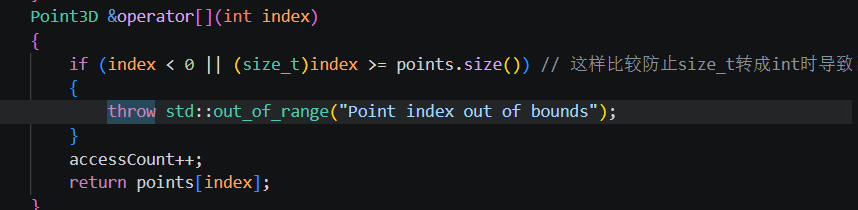 Point3D &operator[](int index)
{
if (index < 0 || (size_t)index >= points.size()) // 这样比较防止size_t转成int时导致
{
throw std::out_of_range("Point index out of bounds");
}
accessCount++;
return points[index];
}